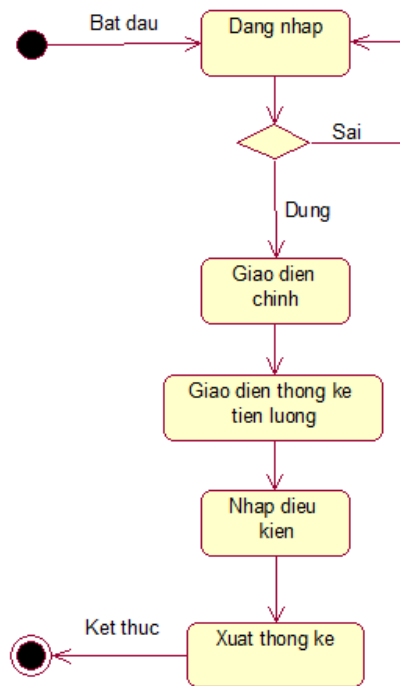 Bat dau
Dang nhap
Sai
Dung
Giao dien
chinh
Giao dien thong ke
tien luong
Nhap dieu
kien
Ket thuc
Xuat thong ke